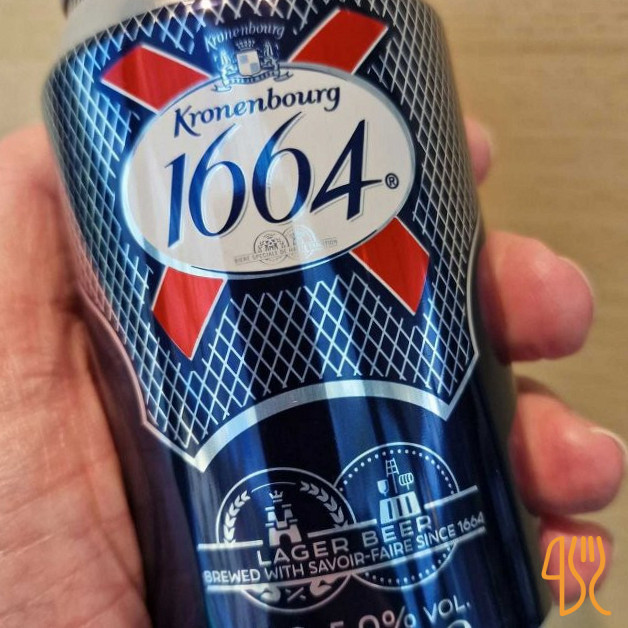 Kronenbourg
Kronenbourg
1664®
LAGER BEER
BREWED WITH SAVOIR-FAIRE SINCE 1664
5.0% VOL.